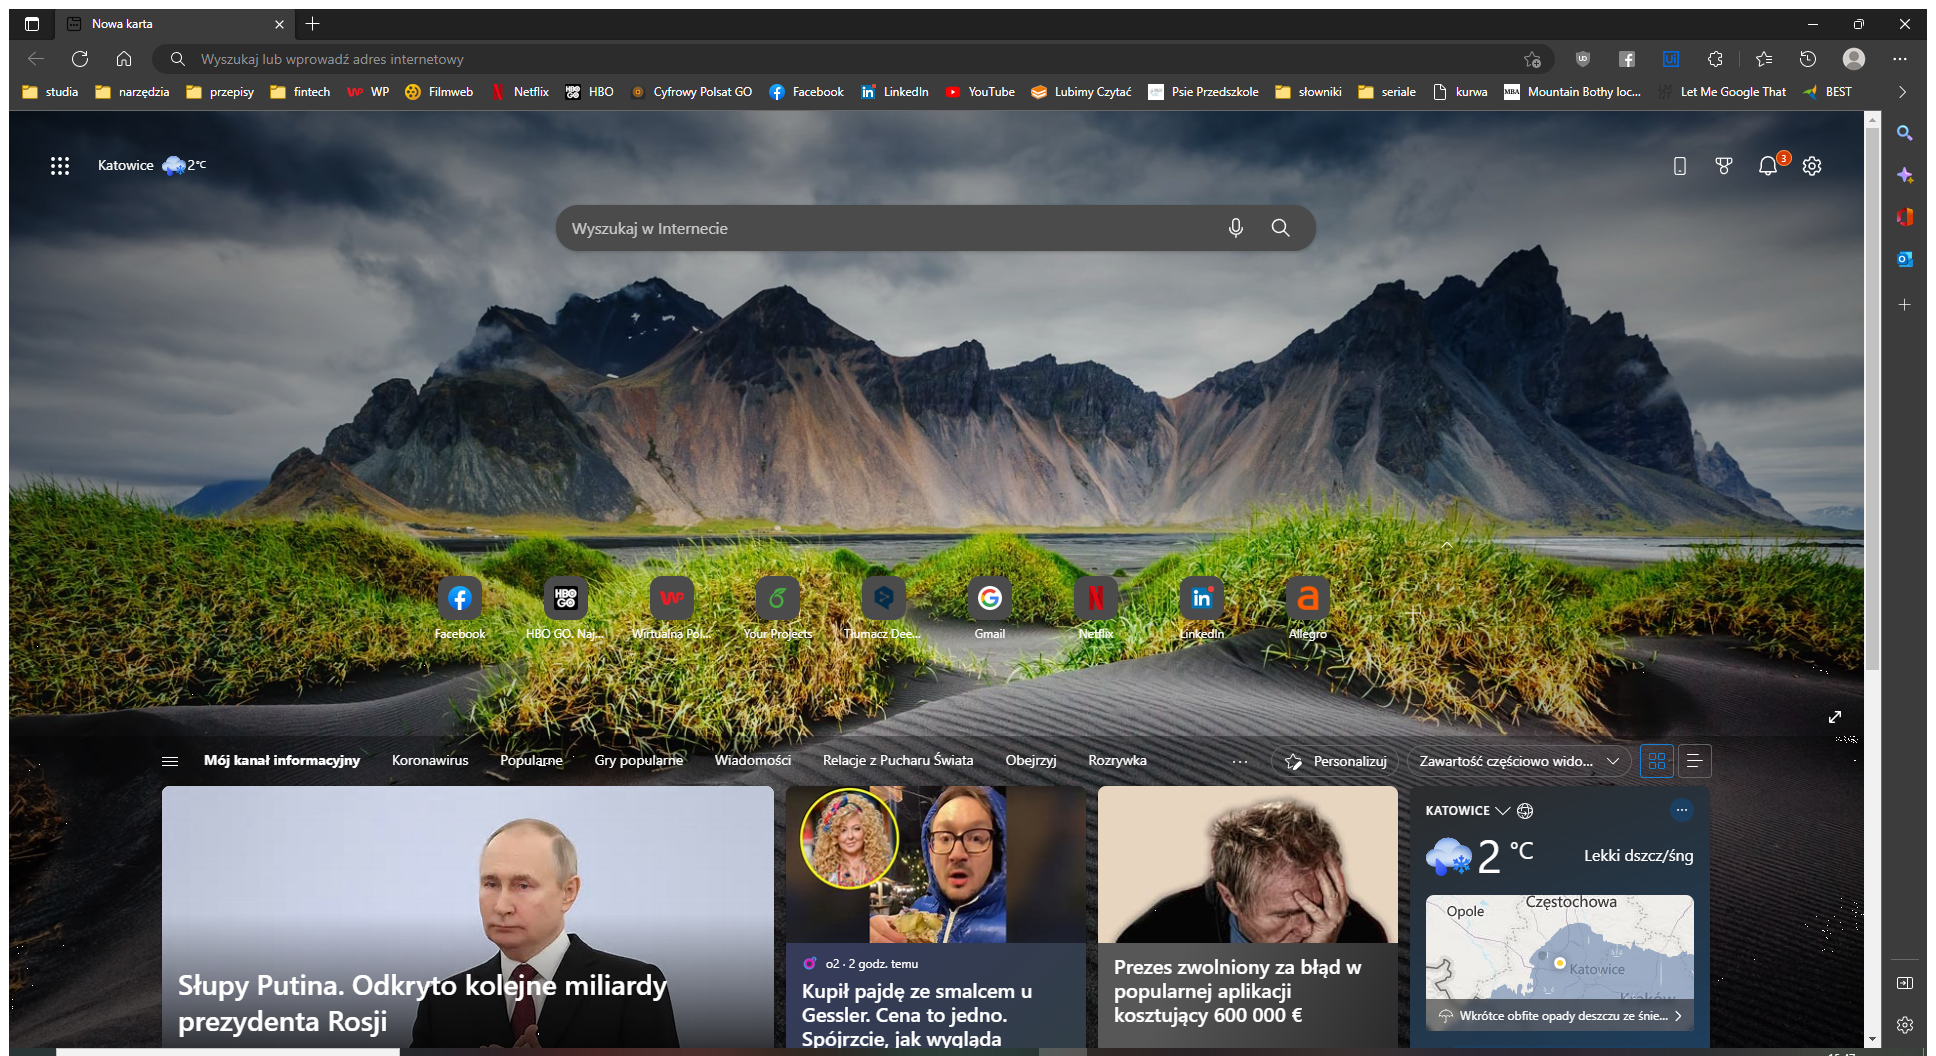 Nowa karta
Wyszukaj lub wprowadź adres internetowy
studia narzędzia przepisy fintech WP Filmweb Netflix HBO Cyfrowy Polsat GO Facebook LinkedIn YouTube Lubimy Czytać Psie Przedszkole słowniki seriale kurwa Mountain Bothy loc... Let Me Google That BEST
Katowice 2°C
3
Wyszukaj w Internecie
Facebook HBO GO. Naj... Wirtualna Pol... Your Projects Tłumacz Dee... Gmail Netflix LinkedIn Allegro
Mój kanał informacyjny Koronawirus Popularne Gry popularne Wiadomości Relacje z Pucharu Świata Obejrzyj Rozrywka ... Personalizuj Zawartość częściowo wido...
Słupy Putina. Odkryto kolejne miliardy
prezydenta Rosji
o2 · 2 godz. temu
Kupił pajdę ze smalcem u
Gessler. Cena to jedno.
Spójrzcie, jak wygląda
Prezes zwolniony za błąd w
popularnej aplikacji
kosztujący 600 000 €
KATOWICE
2 °C
Lekki dszcz/śng
Częstochowa
Opole
Katowice
Kraków
Wkrótce obfite opady deszczu ze śnie...